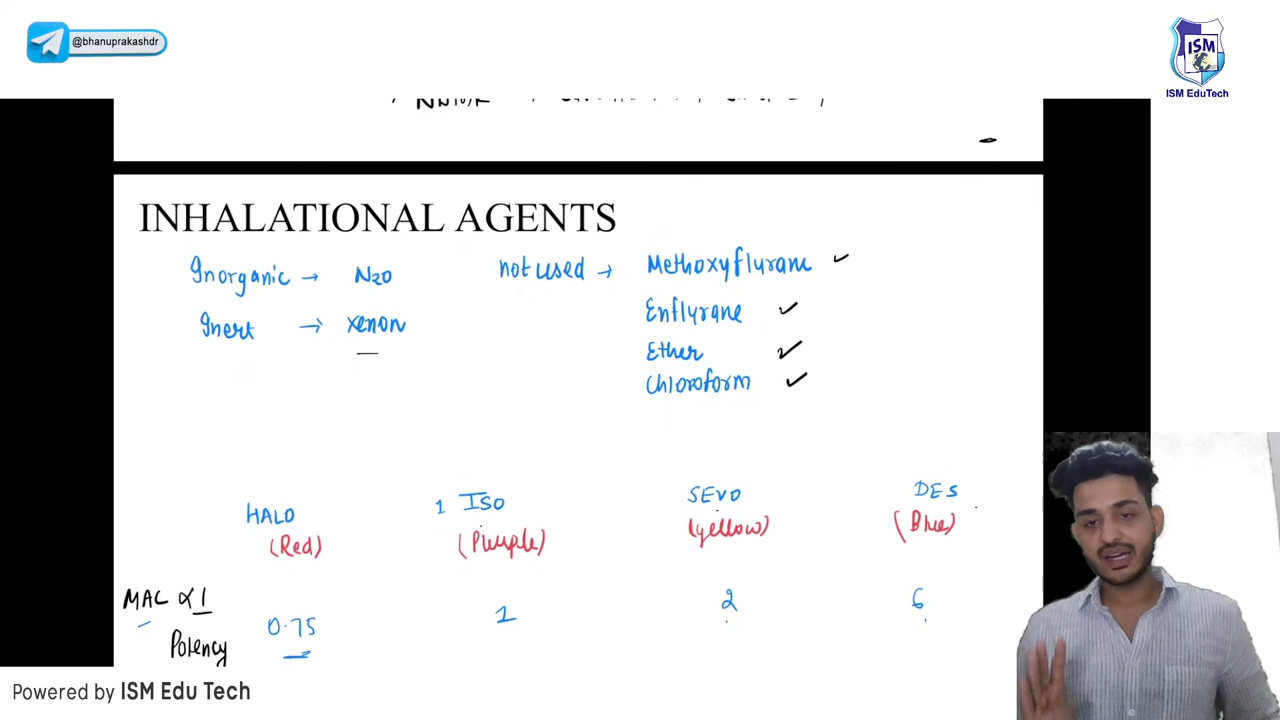 @bhanuprakashdr
ISM
ISM EduTech
INHALATIONAL AGENTS
Inorganic → N2O
not used → Methoxyflurane ✓
Inert → xenon
Enflurane ✓
Ether ✓
Chloroform ✓
HALO 1 ISO SEVO DES
(Red) (Purple) (yellow) (Blue)
MAC ∝ 1
Potency
0.75 1 2 6
Powered by ISM Edu Tech